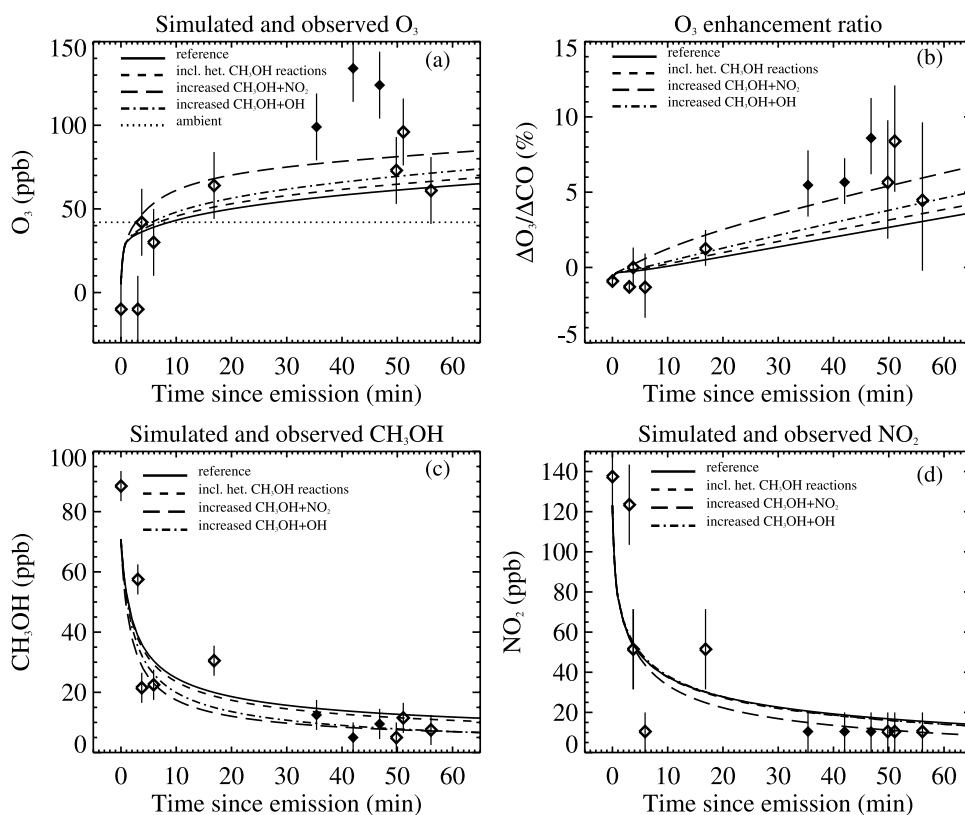 Simulated and observed O₃
(a)
reference
incl. het. CH₃OH reactions
increased CH₃OH+NO₂
increased CH₃OH+OH
ambient
150
100
50
0
O₃ (ppb)
0 10 20 30 40 50 60
Time since emission (min)
O₃ enhancement ratio
(b)
reference
incl. het. CH₃OH reactions
increased CH₃OH+NO₂
increased CH₃OH+OH
15
10
5
0
-5
ΔO₃/ΔCO (%)
0 10 20 30 40 50 60
Time since emission (min)
Simulated and observed CH₃OH
(c)
reference
incl. het. CH₃OH reactions
increased CH₃OH+NO₂
increased CH₃OH+OH
100
80
60
40
20
0
CH₃OH (ppb)
0 10 20 30 40 50 60
Time since emission (min)
Simulated and observed NO₂
(d)
reference
incl. het. CH₃OH reactions
increased CH₃OH+NO₂
increased CH₃OH+OH
140
120
100
80
60
40
20
0
NO₂ (ppb)
0 10 20 30 40 50 60
Time since emission (min)